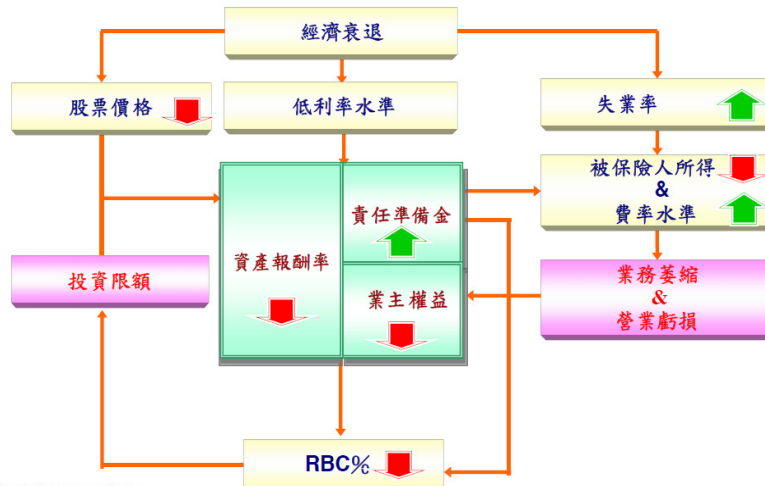 經濟衰退
股票價格
低利率水準
失業率
被保險人所得
&
費率水準
責任準備金
資產報酬率
投資限額
業主權益
業務萎縮
&
營業虧損
RBC%